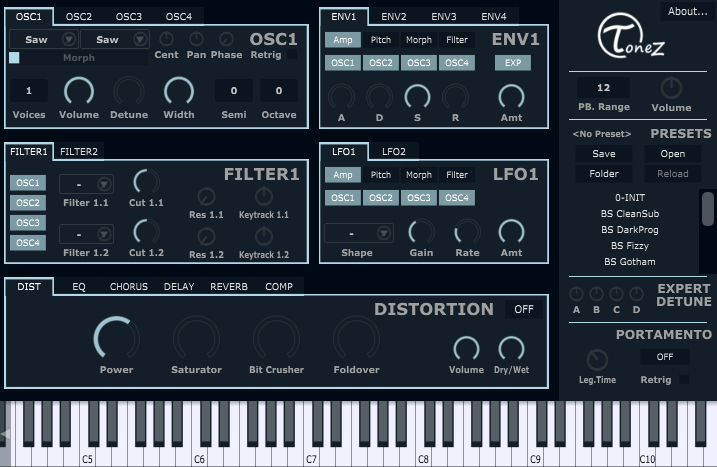 OSC1 OSC2 OSC3 OSC4
Saw Saw
Cent Pan Phase
OSC1
Retrig
Morph
1 0 0
Voices Volume Detune Width Semi Octave
ENV1 ENV2 ENV3 ENV4
Amp Pitch Morph Filter
ENV1
OSC1 OSC2 OSC3 OSC4 EXP
A D S R Amt
FILTER1 FILTER2
FILTER1
OSC1
OSC2
OSC3
OSC4
-
Filter 1.1 Cut 1.1 Res 1.1 Keytrack 1.1
-
Filter 1.2 Cut 1.2 Res 1.2 Keytrack 1.2
LFO1 LFO2
Amp Pitch Morph Filter
LFO1
OSC1 OSC2 OSC3 OSC4
-
Shape Gain Rate Amt
DIST EQ CHORUS DELAY REVERB COMP
DISTORTION OFF
Power Saturator Bit Crusher Foldover Volume Dry/Wet
About...
ToneZ
12
PB. Range Volume
<No Preset> PRESETS
Save Open
Folder Reload
0-INIT
BS CleanSub
BS DarkProg
BS Fizzy
BS Gotham
EXPERT
DETUNE
A B C D
PORTAMENTO
OFF
Leg.Time Retrig
C5 C6 C7 C8 C9 C10